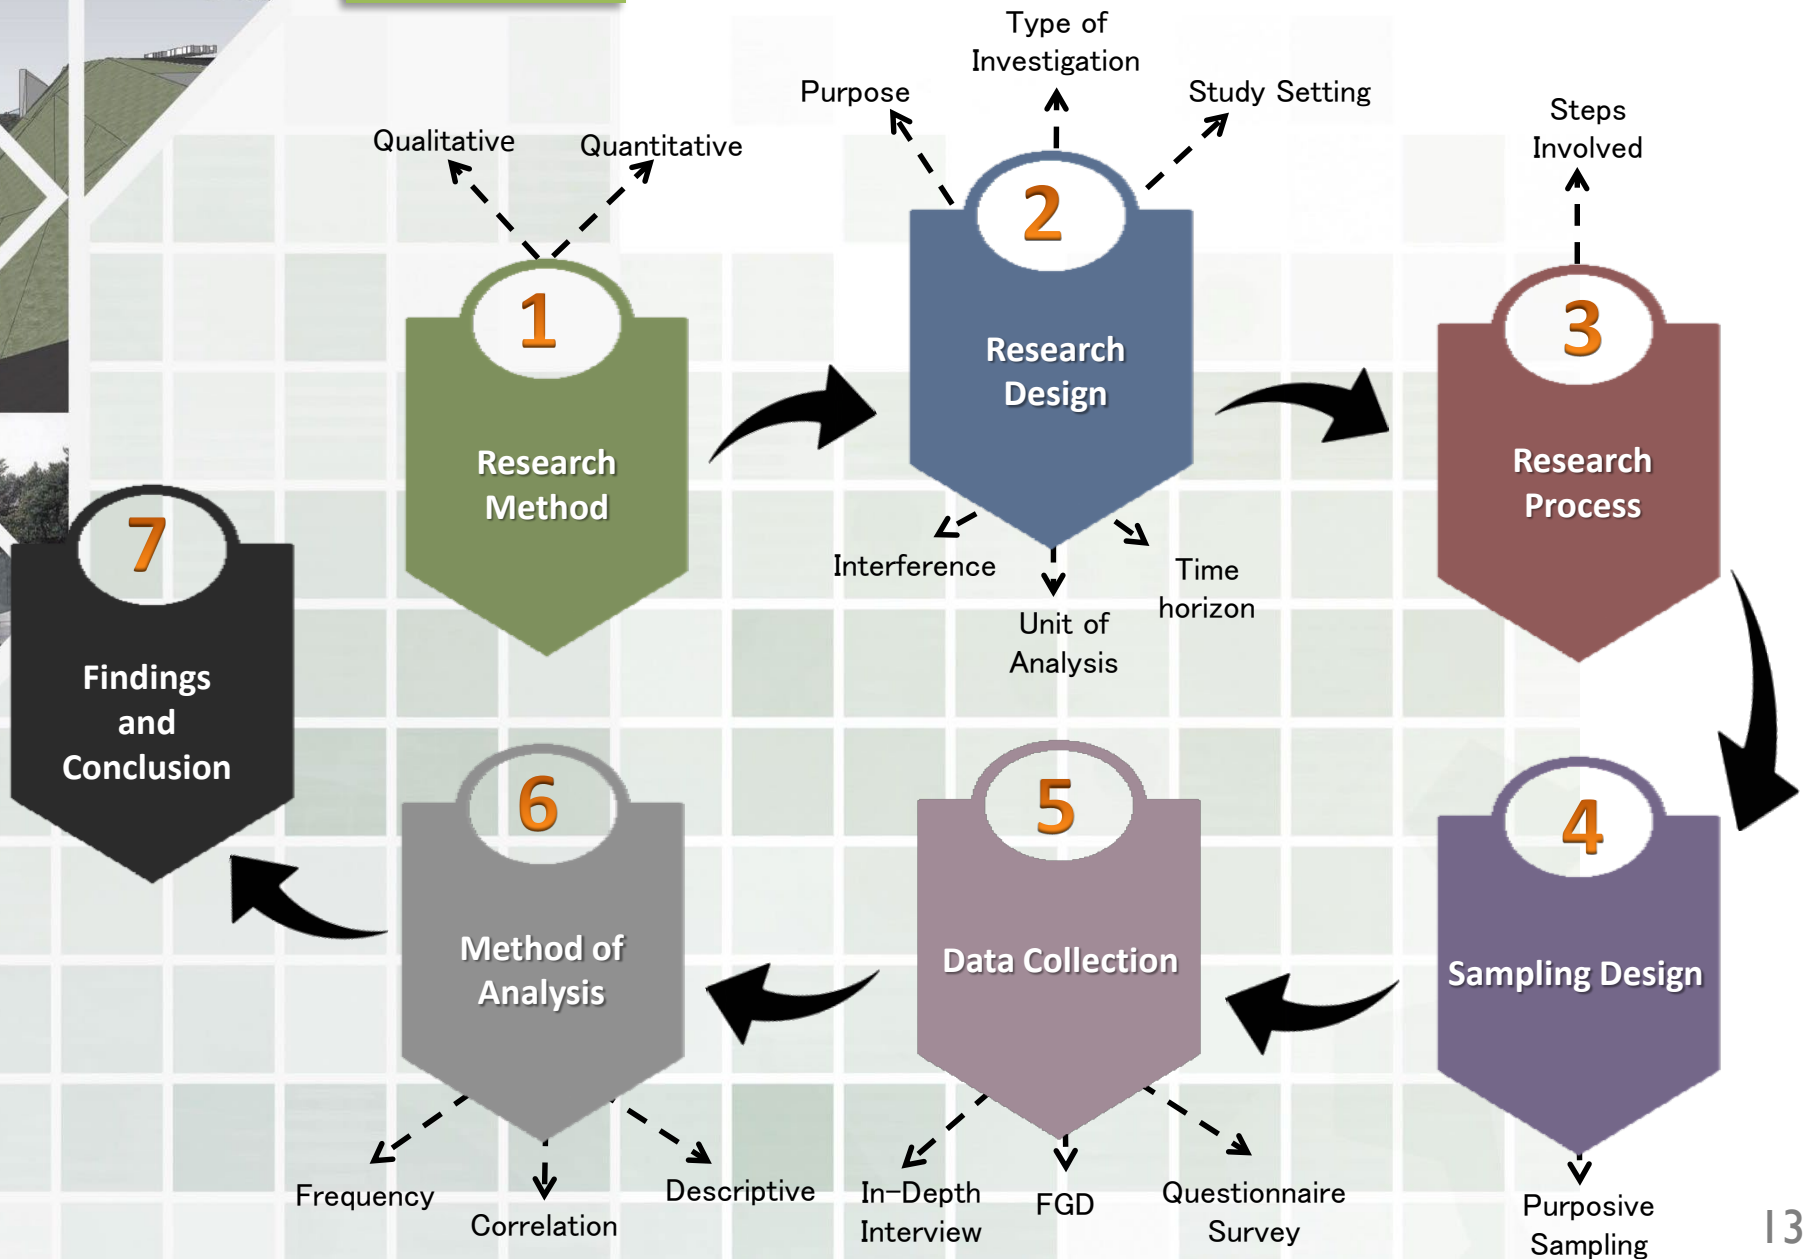 Qualitative
Quantitative
1
Research
Method
Purpose
Type of
Investigation
Study Setting
2
Research
Design
Interference
Unit of
Analysis
Time
horizon
Steps
Involved
3
Research
Process
4
Sampling Design
Purposive
Sampling
5
Data Collection
In-Depth
Interview
FGD
Questionnaire
Survey
6
Method of
Analysis
Frequency
Correlation
Descriptive
7
Findings
and
Conclusion
13